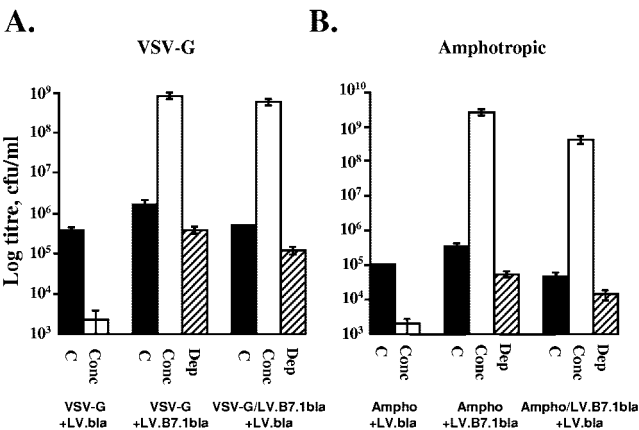 A.
VSV-G
B.
Amphotropic
Log titre, cfu/ml
10⁹
10⁸
10⁷
10⁶
10⁵
10⁴
10³
C
Conc
C
Conc
Dep
C
Conc
Dep
VSV-G
+LV.bla
VSV-G
+LV.B7.1bla
VSV-G/LV.B7.1bla
+LV.bla
10¹⁰
10⁹
10⁸
10⁷
10⁶
10⁵
10⁴
10³
C
Conc
C
Conc
Dep
C
Conc
Dep
Ampho
+LV.bla
Ampho
+LV.B7.1bla
Ampho/LV.B7.1bla
+LV.bla